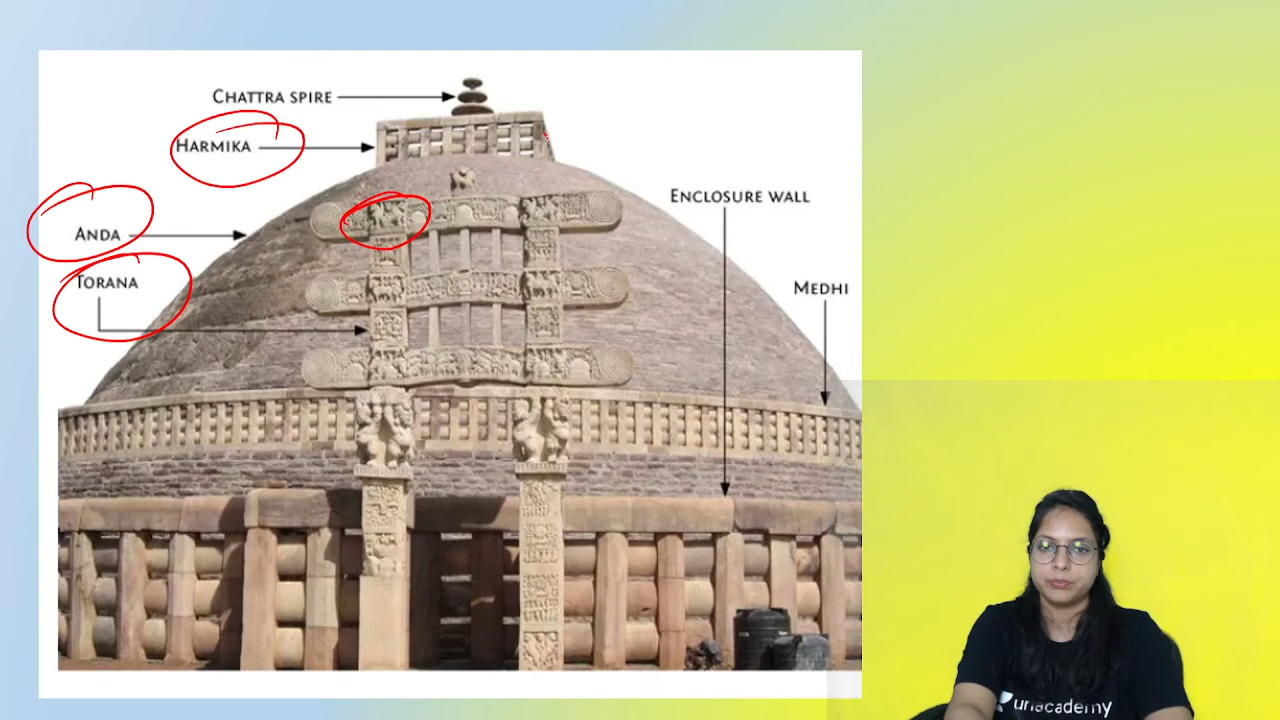 CHATTRA SPIRE
HARMIKA
ENCLOSURE WALL
ANDA
TORANA
MEDHI
unacademy